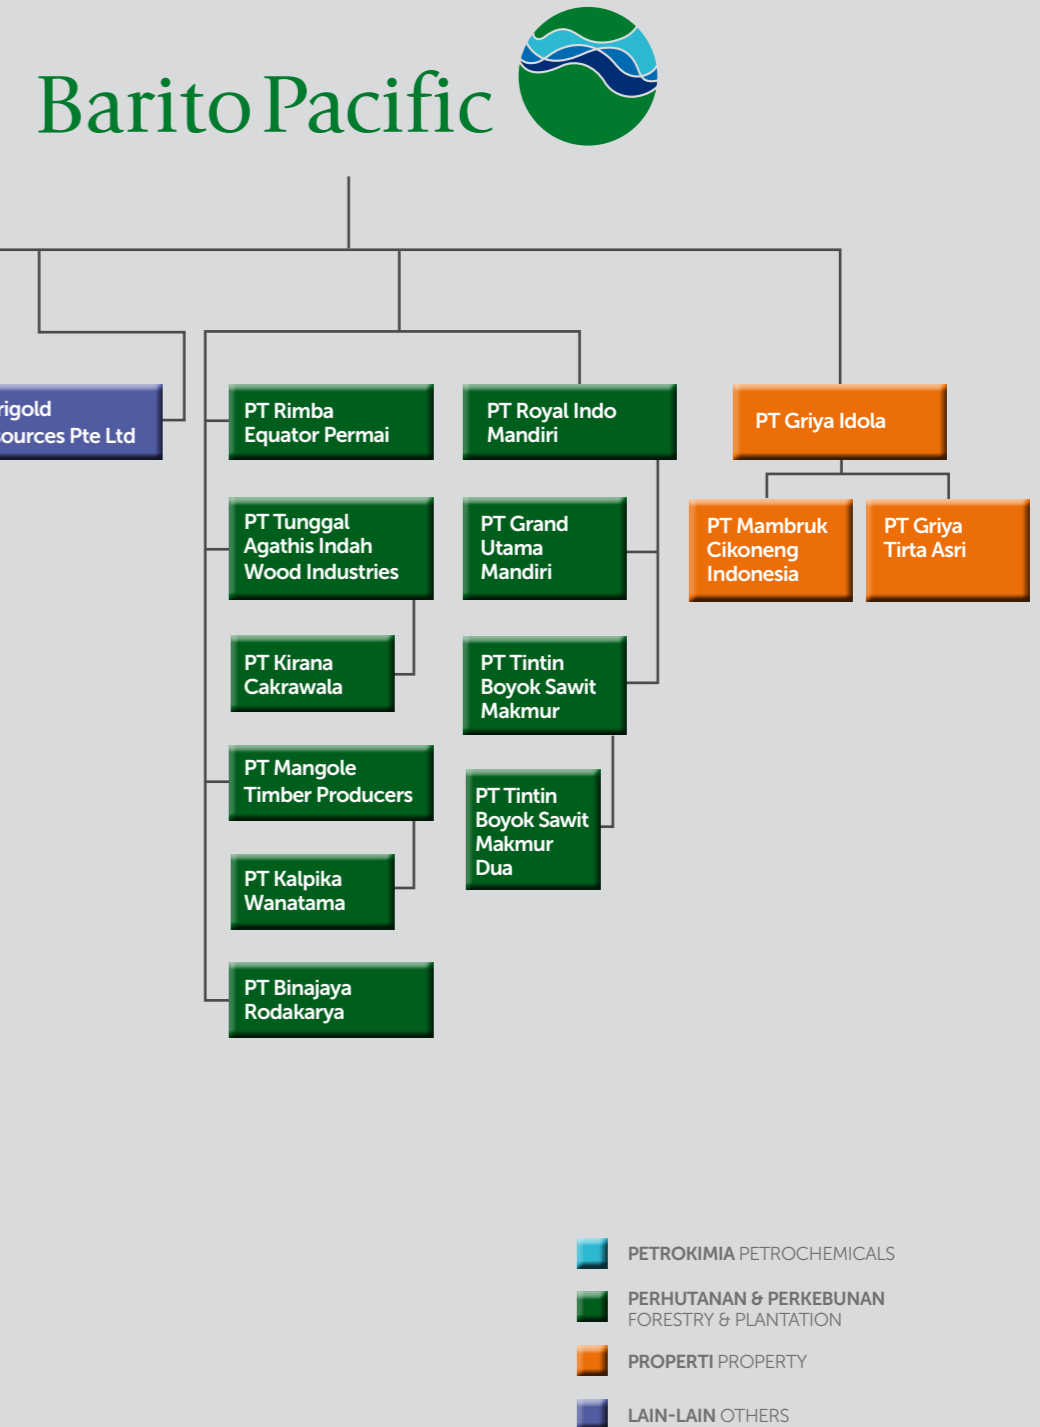 Barito Pacific
rigold
sources Pte Ltd
PT Rimba
Equator Permai
PT Tunggal
Agathis Indah
Wood Industries
PT Kirana
Cakrawala
PT Mangole
Timber Producers
PT Kalpika
Wanatama
PT Binajaya
Rodakarya
PT Royal Indo
Mandiri
PT Grand
Utama
Mandiri
PT Tintin
Boyok Sawit
Makmur
PT Tintin
Boyok Sawit
Makmur
Dua
PT Griya Idola
PT Mambruk
Cikoneng
Indonesia
PT Griya
Tirta Asri
PETROKIMIA PETROCHEMICALS
PERHUTANAN & PERKEBUNAN
FORESTRY & PLANTATION
PROPERTI PROPERTY
LAIN-LAIN OTHERS